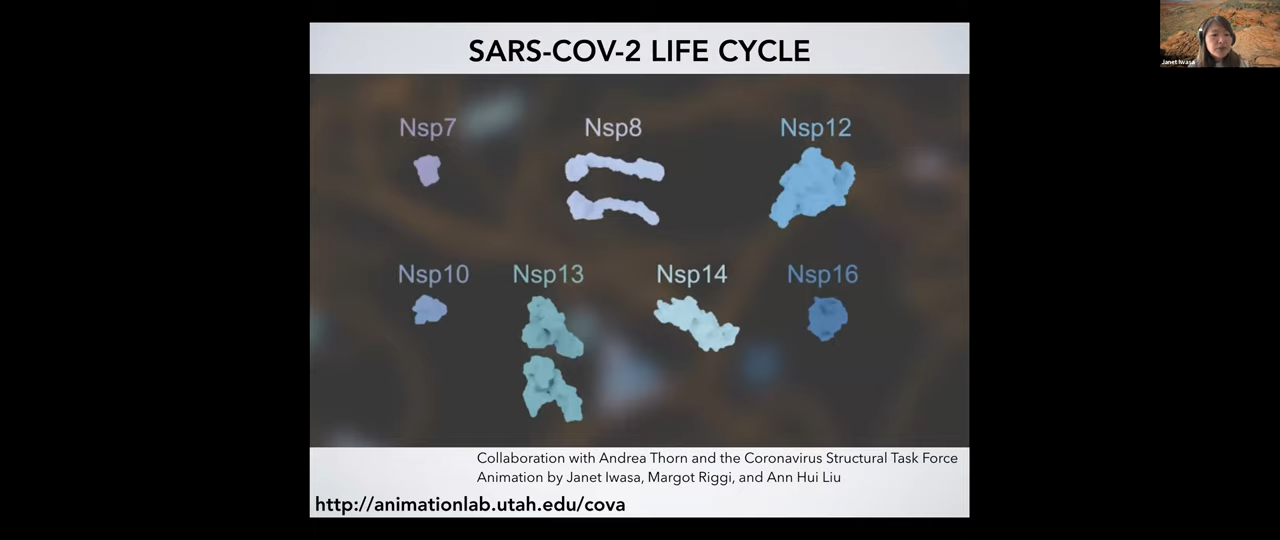 SARS-COV-2 LIFE CYCLE
Janet Iwasa
Nsp7 Nsp8 Nsp12
Nsp10 Nsp13 Nsp14 Nsp16
Collaboration with Andrea Thorn and the Coronavirus Structural Task Force
Animation by Janet Iwasa, Margot Riggi, and Ann Hui Liu
http://animationlab.utah.edu/cova